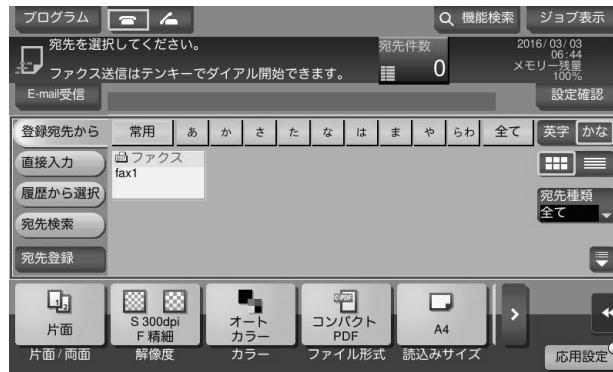 プログラム
機能検索
ジョブ表示
宛先を選択してください。
ファクス送信はテンキーでダイアル開始できます。
宛先件数
0
2016/03/03
06:44
メモリー残量
100%
E-mail受信
設定確認
登録宛先から
常用
あ
か
さ
た
な
は
ま
や
らわ
全て
英字
かな
直接入力
ファクス
fax1
履歴から選択
宛先種類
全て
宛先検索
宛先登録
1 2
片面
S 300dpi
F 精細
オート
カラー
C-PDF
コンパクト
PDF
A4
片面/両面
解像度
カラー
ファイル形式
読込みサイズ
応用設定